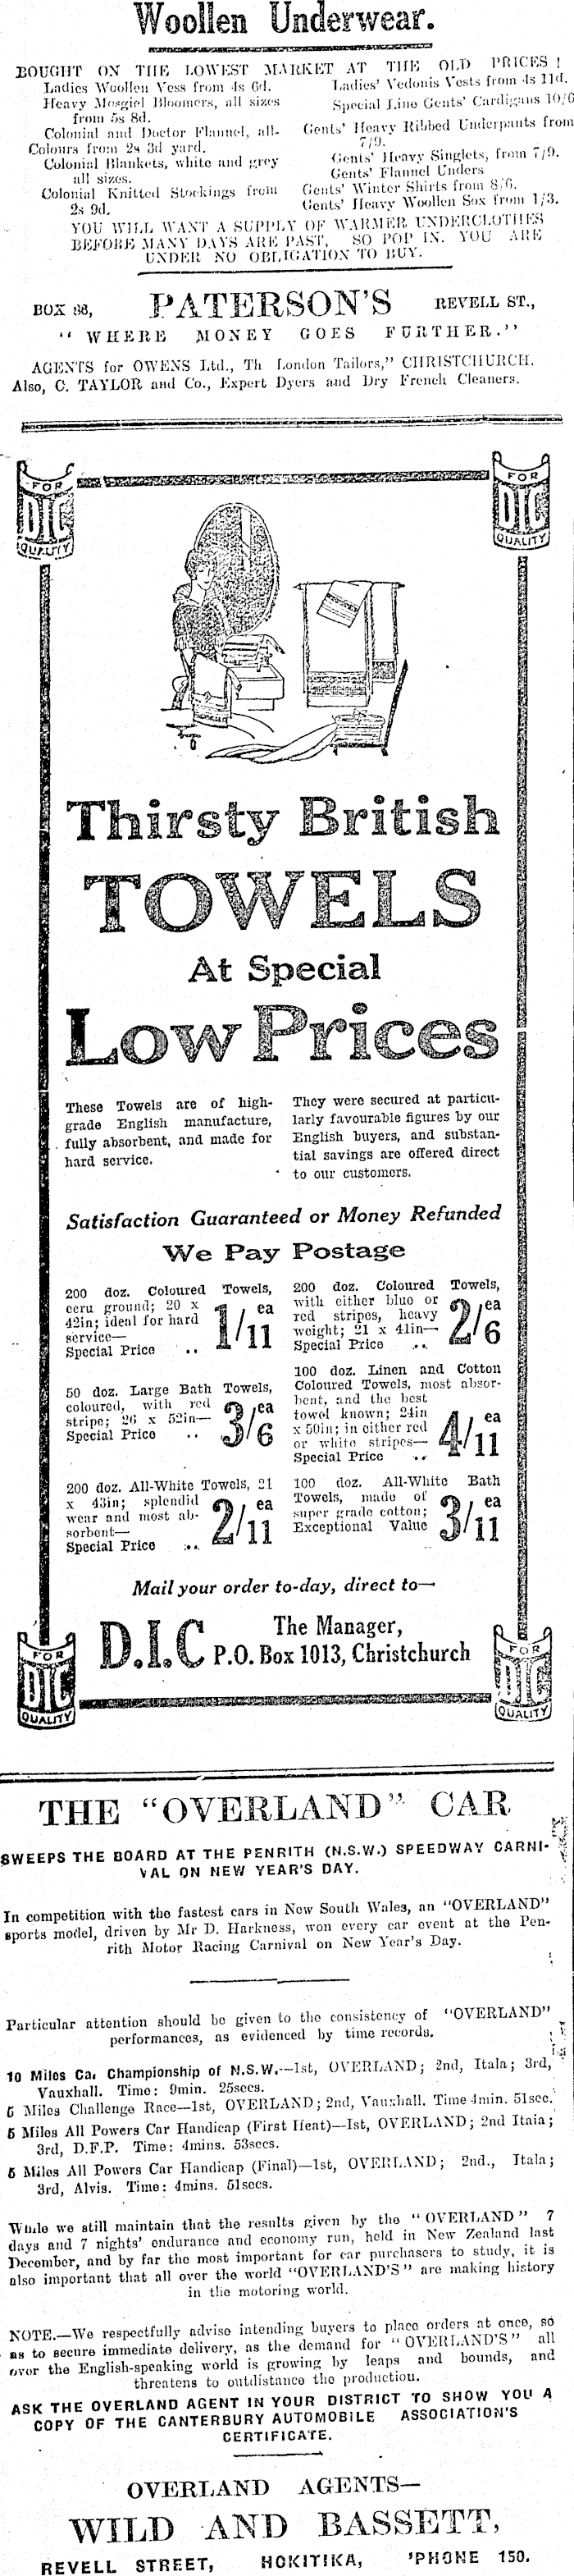 Woollen Underwear.
BOUGHT ON THE LOWEST MARKET AT THE OLD PRICES!
Ladies Woollen Vess from 4s 6d.
Heavy Mosgiel Bloomers, all sizes
from 5s 8d.
Colonial and Doctor Flannel, all-
Colours from 2s 3d yard.
Colonial Blankets, white and grey
all sizes.
Colonial Knitted Stockings from
2s 9d.
Ladies' Vedonis Vests from 4s 11d.
Special Line Gents' Cardigans 10/6
Gents' Heavy Ribbed Underpants from
7/9.
Gents' Heavy Singlets, from 7/9.
Gents' Flannel Unders
Gents' Winter Shirts from 8/6.
Gents' Heavy Woollen Sox from 1/3.
YOU WILL WANT A SUPPLY OF WARMER UNDERCLOTHES
BEFORE MANY DAYS ARE PAST, SO POP IN. YOU ARE
UNDER NO OBLIGATION TO BUY.
BOX 86, PATERSON'S REVELL ST.,
"WHERE MONEY GOES FURTHER."
AGENTS for OWENS Ltd., Th London Tailors," CHRISTCHURCH.
Also, C. TAYLOR and Co., Expert Dyers and Dry French Cleaners.
FOR DIC QUALITY
FOR DIC QUALITY
Thirsty British
TOWELS
At Special
Low Prices
These Towels are of high-
grade English manufacture,
fully absorbent, and made for
hard service.
They were secured at particu-
larly favourable figures by our
English buyers, and substan-
tial savings are offered direct
to our customers.
Satisfaction Guaranteed or Money Refunded
We Pay Postage
200 doz. Coloured Towels,
ecru ground; 20 x
42in; ideal for hard
service—
Special Price .. 1/11 ea
50 doz. Large Bath Towels,
coloured, with red
stripe; 26 x 52in—
Special Price .. 3/6 ea
200 doz. All-White Towels, 21
x 43in; splendid
wear and most ab-
sorbent—
Special Price .. 2/11 ea
200 doz. Coloured Towels,
with either blue or
red stripes, heavy
weight; 21 x 41in—
Special Price .. 2/6 ea
100 doz. Linen and Cotton
Coloured Towels, most absor-
bent, and the best
towel known; 24in
x 50in; in either red
or white stripes—
Special Price .. 4/11 ea
100 doz. All-White Bath
Towels, made of
super grade cotton;
Exceptional Value 3/11 ea
Mail your order to-day, direct to—
D.I.C The Manager,
P.O. Box 1013, Christchurch
FOR DIC QUALITY
FOR DIC QUALITY
THE "OVERLAND" CAR
SWEEPS THE BOARD AT THE PENRITH (N.S.W.) SPEEDWAY CARNI-
VAL ON NEW YEAR'S DAY.
In competition with the fastest cars in New South Wales, an "OVERLAND"
sports model, driven by Mr D. Harkness, won every car event at the Pen-
rith Motor Racing Carnival on New Year's Day.
Particular attention should be given to the consistency of "OVERLAND"
performances, as evidenced by time records.
10 Miles Ca. Championship of N.S.W.—1st, OVERLAND; 2nd, Itala; 3rd,
Vauxhall. Time: 9min. 25secs.
5 Miles Challenge Race—1st, OVERLAND; 2nd, Vauxhall. Time 4min. 51sec.
5 Miles All Powers Car Handicap (First Heat)—1st, OVERLAND; 2nd Itala;
3rd, D.F.P. Time: 4mins. 53secs.
5 Miles All Powers Car Handicap (Final)—1st, OVERLAND; 2nd., Itala;
3rd, Alvis. Time: 4mins. 51secs.
While we still maintain that the results given by the "OVERLAND" 7
days and 7 nights' endurance and economy run, held in New Zealand last
December, and by far the most important for car purchasers to study, it is
also important that all over the world "OVERLAND'S" are making history
in the motoring world.
NOTE.—We respectfully advise intending buyers to place orders at once, so
as to secure immediate delivery, as the demand for "OVERLAND'S" all
over the English-speaking world is growing by leaps and bounds, and
threatens to outdistance the production.
ASK THE OVERLAND AGENT IN YOUR DISTRICT TO SHOW YOU A
COPY OF THE CANTERBURY AUTOMOBILE ASSOCIATION'S
CERTIFICATE.
OVERLAND AGENTS—
WILD AND BASSETT,
REVELL STREET, HOKITIKA, 'PHONE 150.